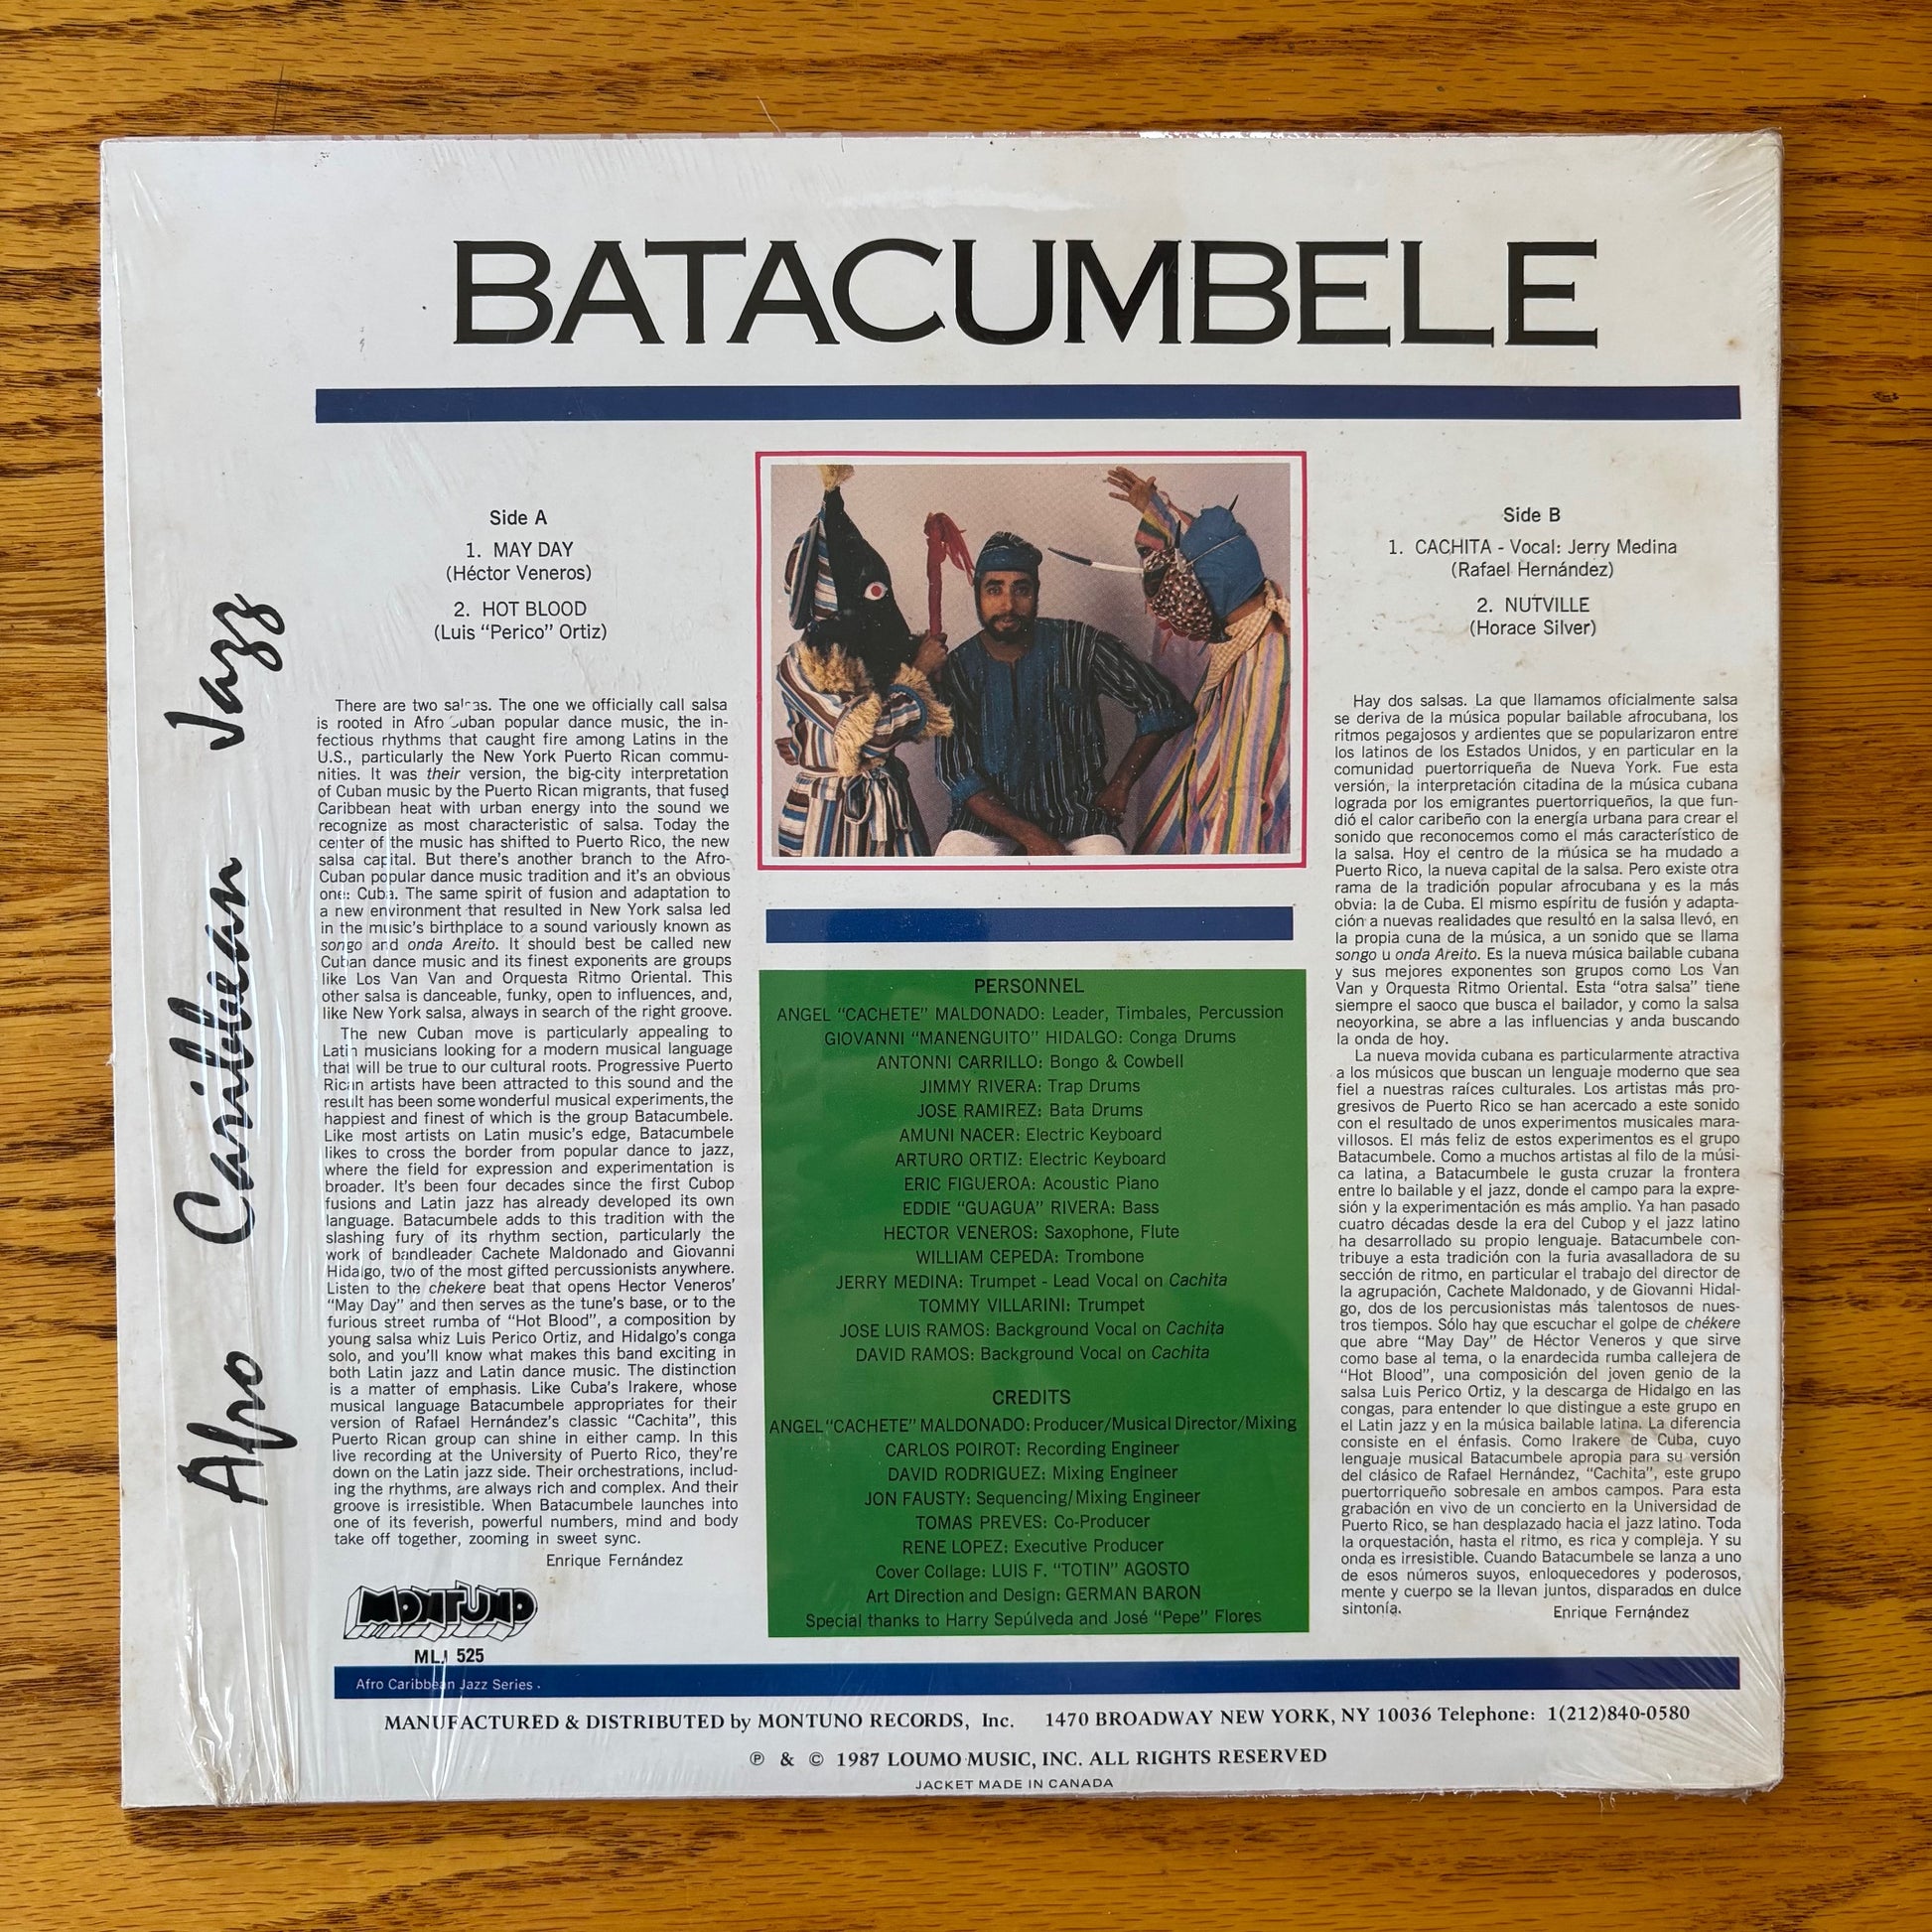 BATACUMBELE
Afro Caribbean Jazz
Side A
1. MAY DAY
(Héctor Veneros)
2. HOT BLOOD
(Luis “Perico” Ortiz)
There are two salsas. The one we officially call salsa
is rooted in Afro Cuban popular dance music, the in-
fectious rhythms that caught fire among Latins in the
U.S., particularly the New York Puerto Rican commu-
nities. It was their version, the big-city interpretation
of Cuban music by the Puerto Rican migrants, that fused
Caribbean heat with urban energy into the sound we
recognize as most characteristic of salsa. Today the
center of the music has shifted to Puerto Rico, the new
salsa capital. But there’s another branch to the Afro-
Cuban popular dance music tradition and it’s an obvious
one: Cuba. The same spirit of fusion and adaptation to
a new environment that resulted in New York salsa led
in the music’s birthplace to a sound variously known as
songo and onda Areito. It should best be called new
Cuban dance music and its finest exponents are groups
like Los Van Van and Orquesta Ritmo Oriental. This
other salsa is danceable, funky, open to influences, and,
like New York salsa, always in search of the right groove.
The new Cuban move is particularly appealing to
Latin musicians looking for a modern musical language
that will be true to our cultural roots. Progressive Puerto
Rican artists have been attracted to this sound and the
result has been some wonderful musical experiments, the
happiest and finest of which is the group Batacumbele.
Like most artists on Latin music’s edge, Batacumbele
likes to cross the border from popular dance to jazz,
where the field for expression and experimentation is
broader. It’s been four decades since the first Cubop
fusions and Latin jazz has already developed its own
language. Batacumbele adds to this tradition with the
slashing fury of its rhythm section, particularly the
work of bandleader Cachete Maldonado and Giovanni
Hidalgo, two of the most gifted percussionists anywhere.
Listen to the chekere beat that opens Hector Veneros’
“May Day” and then serves as the tune’s base, or to the
furious street rumba of “Hot Blood”, a composition by
young salsa whiz Luis Perico Ortiz, and Hidalgo’s conga
solo, and you’ll know what makes this band exciting in
both Latin jazz and Latin dance music. The distinction
is a matter of emphasis. Like Cuba’s Irakere, whose
musical language Batacumbele appropriates for their
version of Rafael Hernández’s classic “Cachita”, this
Puerto Rican group can shine in either camp. In this
live recording at the University of Puerto Rico, they’re
down on the Latin jazz side. Their orchestrations, includ-
ing the rhythms, are always rich and complex. And their
groove is irresistible. When Batacumbele launches into
one of its feverish, powerful numbers, mind and body
take off together, zooming in sweet sync.
Enrique Fernández
MONTUNO
MLJ 525
Afro Caribbean Jazz Series
PERSONNEL
ANGEL “CACHETE” MALDONADO: Leader, Timbales, Percussion
GIOVANNI “MANENGUITO” HIDALGO: Conga Drums
ANTONNI CARRILLO: Bongo & Cowbell
JIMMY RIVERA: Trap Drums
JOSE RAMIREZ: Bata Drums
AMUNI NACER: Electric Keyboard
ARTURO ORTIZ: Electric Keyboard
ERIC FIGUEROA: Acoustic Piano
EDDIE “GUAGUA” RIVERA: Bass
HECTOR VENEROS: Saxophone, Flute
WILLIAM CEPEDA: Trombone
JERRY MEDINA: Trumpet - Lead Vocal on Cachita
TOMMY VILLARINI: Trumpet
JOSE LUIS RAMOS: Background Vocal on Cachita
DAVID RAMOS: Background Vocal on Cachita
CREDITS
ANGEL “CACHETE” MALDONADO: Producer/Musical Director/Mixing
CARLOS POIROT: Recording Engineer
DAVID RODRIGUEZ: Mixing Engineer
JON FAUSTY: Sequencing/Mixing Engineer
TOMAS PREVES: Co-Producer
RENE LOPEZ: Executive Producer
Cover Collage: LUIS F. “TOTIN” AGOSTO
Art Direction and Design: GERMAN BARON
Special thanks to Harry Sepúlveda and José “Pepe” Flores
Side B
1. CACHITA - Vocal: Jerry Medina
(Rafael Hernández)
2. NUTVILLE
(Horace Silver)
Hay dos salsas. La que llamamos oficialmente salsa
se deriva de la música popular bailable afrocubana, los
ritmos pegajosos y ardientes que se popularizaron entre
los latinos de los Estados Unidos, y en particular en la
comunidad puertorriqueña de Nueva York. Fue esta
versión, la interpretación citadina de la música cubana
lograda por los emigrantes puertorriqueños, la que fun-
dió el calor caribeño con la energía urbana para crear el
sonido que reconocemos como el más característico de
la salsa. Hoy el centro de la música se ha mudado a
Puerto Rico, la nueva capital de la salsa. Pero existe otra
rama de la tradición popular afrocubana y es la más
obvia: la de Cuba. El mismo espíritu de fusión y adapta-
ción a nuevas realidades que resultó en la salsa llevó, en
la propia cuna de la música, a un sonido que se llama
songo u onda Areito. Es la nueva música bailable cubana
y sus mejores exponentes son grupos como Los Van
Van y Orquesta Ritmo Oriental. Esta “otra salsa” tiene
siempre el saoco que busca el bailador, y como la salsa
neoyorkina, se abre a las influencias y anda buscando
la onda de hoy.
La nueva movida cubana es particularmente atractiva
a los músicos que buscan un lenguaje moderno que sea
fiel a nuestras raíces culturales. Los artistas más pro-
gresivos de Puerto Rico se han acercado a este sonido
con el resultado de unos experimentos musicales mara-
villosos. El más feliz de estos experimentos es el grupo
Batacumbele. Como a muchos artistas al filo de la músi-
ca latina, a Batacumbele le gusta cruzar la frontera
entre lo bailable y el jazz, donde el campo para la expre-
sión y la experimentación es más amplio. Ya han pasado
cuatro décadas desde la era del Cubop y el jazz latino
ha desarrollado su propio lenguaje. Batacumbele con-
tribuye a esta tradición con la furia avasalladora de su
sección de ritmo, en particular el trabajo del director de
la agrupación, Cachete Maldonado, y de Giovanni Hidal-
go, dos de los percusionistas más talentosos de nues-
tros tiempos. Sólo hay que escuchar el golpe de chékere
que abre “May Day” de Héctor Veneros y que sirve
como base al tema, o la enardecida rumba callejera de
“Hot Blood”, una composición del joven genio de la
salsa Luis Perico Ortiz, y la descarga de Hidalgo en las
congas, para entender lo que distingue a este grupo en
el Latin jazz y en la música bailable latina. La diferencia
consiste en el énfasis. Como Irakere de Cuba, cuyo
lenguaje musical Batacumbele apropia para su versión
del clásico de Rafael Hernández, “Cachita”, este grupo
puertorriqueño sobresale en ambos campos. Para esta
grabación en vivo de un concierto en la Universidad de
Puerto Rico, se han desplazado hacia el jazz latino. Toda
la orquestación, hasta el ritmo, es rica y compleja. Y su
onda es irresistible. Cuando Batacumbele se lanza a uno
de esos números suyos, enloquecedores y poderosos,
mente y cuerpo se la llevan juntos, disparados en dulce
sintonía.
Enrique Fernández
MANUFACTURED & DISTRIBUTED by MONTUNO RECORDS, Inc. 1470 BROADWAY NEW YORK, NY 10036 Telephone: 1(212)840-0580
℗ & © 1987 LOUMO MUSIC, INC. ALL RIGHTS RESERVED
JACKET MADE IN CANADA